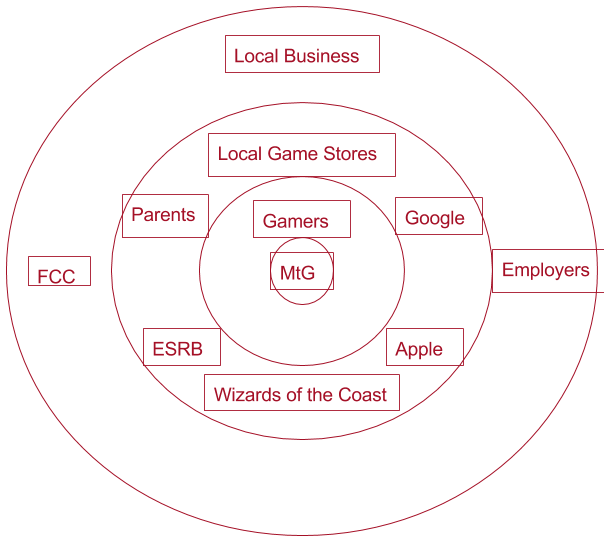 Local Business
Local Game Stores
Parents
Google
Gamers
FCC
MtG
Employers
ESRB
Apple
Wizards of the Coast